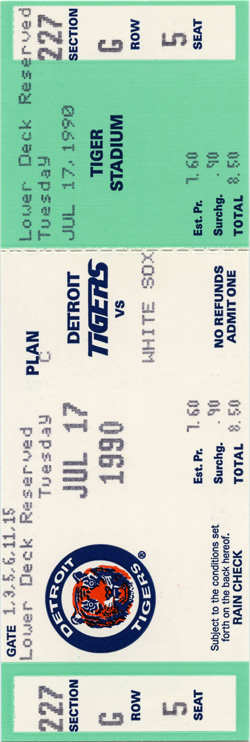 Lower Deck Reserved
Tuesday
JUL 17, 1990
TIGER
STADIUM
227
SECTION
G
ROW
5
SEAT
Est. Pr. 7.60
Surchg. .90
TOTAL 8.50
PLAN
C
DETROIT
TIGERS
VS
WHITE SOX
NO REFUNDS
ADMIT ONE
GATE 1,3,5,6,11,15
Lower Deck Reserved
Tuesday
JUL 17
1990
Est. Pr. 7.60
Surchg. .90
TOTAL 8.50
DETROIT
TIGERS
®
Subject to the conditions set
forth on the back hereof.
RAIN CHECK
227
SECTION
G
ROW
5
SEAT